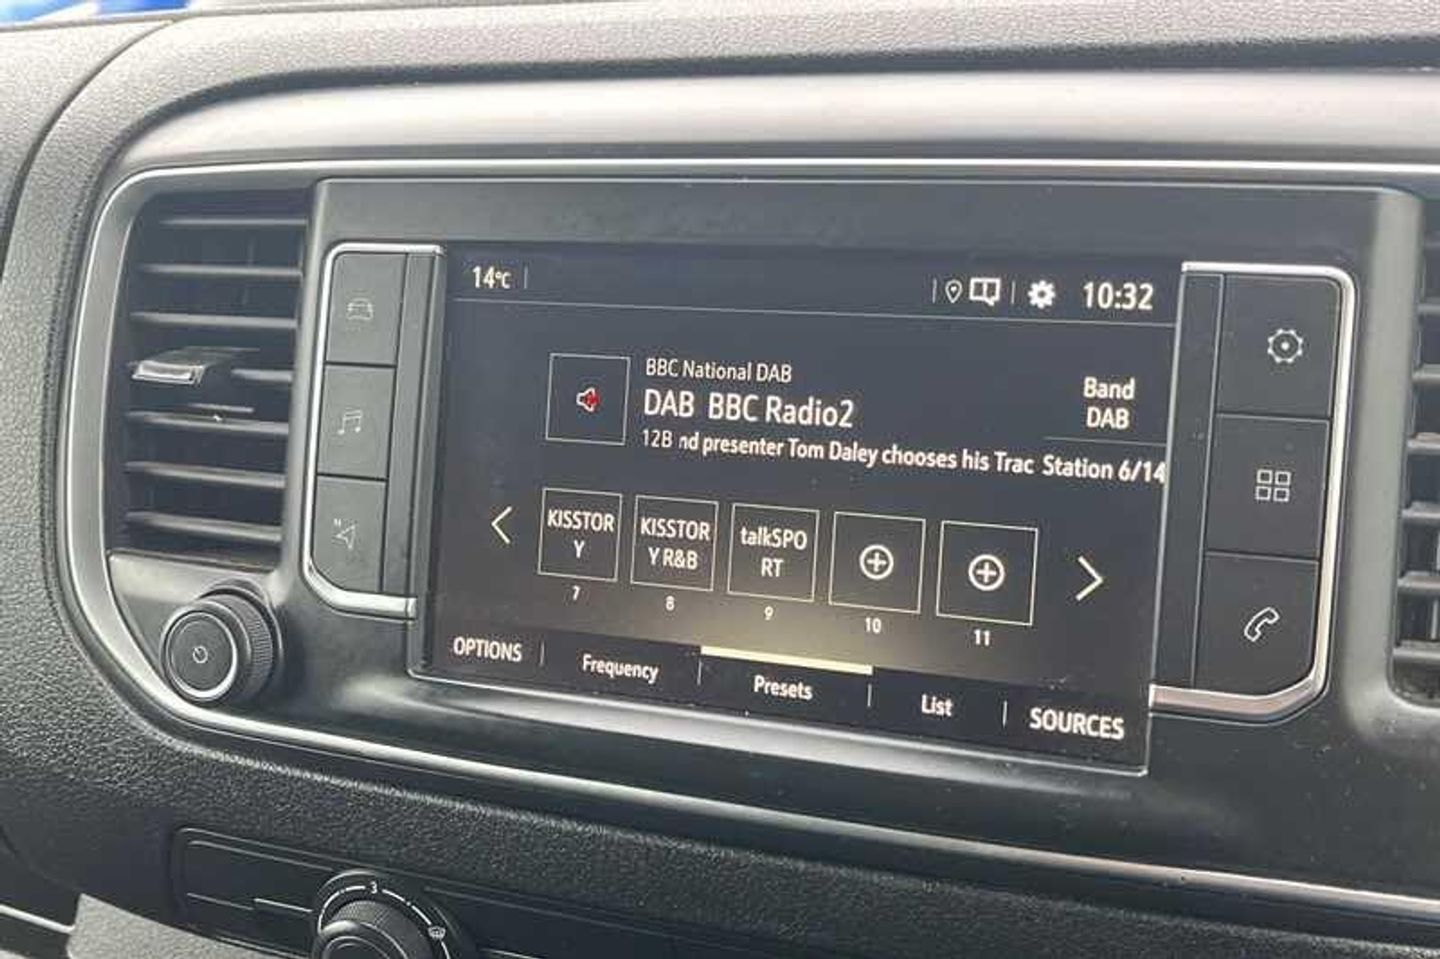 14°C
10:32
BBC National DAB
DAB BBC Radio2
12B nd presenter Tom Daley chooses his Trac Station 6/14
Band
DAB
KISSTOR
Y
7
KISSTOR
Y R&B
8
talkSPO
RT
9
10
11
OPTIONS
Frequency
Presets
List
SOURCES
N
3